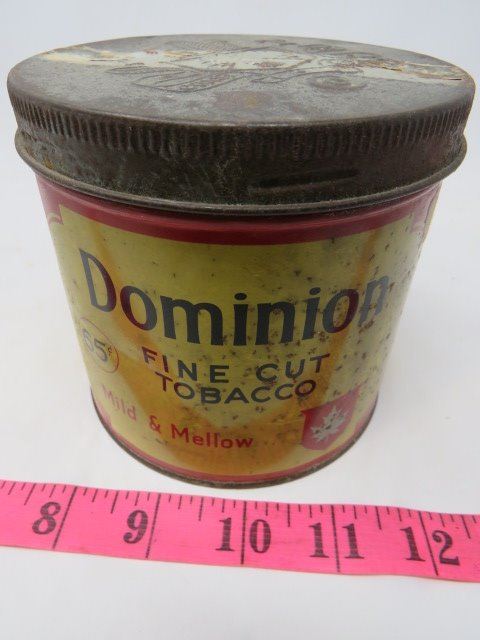 Dominion
65¢
FINE CUT
TOBACCO
Mild & Mellow
8 9 10 11 12